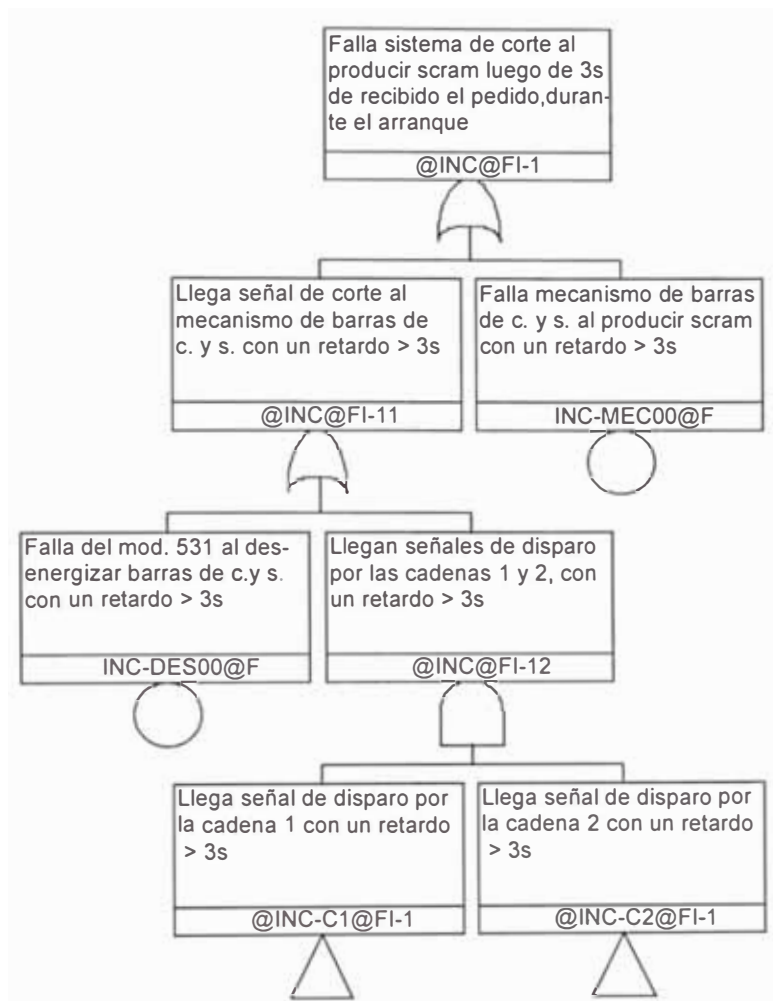 Falla sistema de corte al
producir scram luego de 3s
de recibido el pedido,duran-
te el arranque
@INC@FI-1
Llega señal de corte al
mecanismo de barras de
c. y s. con un retardo > 3s
@INC@FI-11
Falla mecanismo de barras
de c. y s. al producir scram
con un retardo > 3s
INC-MEC00@F
Falla del mod. 531 al des-
energizar barras de c.y s.
con un retardo > 3s
INC-DES00@F
Llegan señales de disparo
por las cadenas 1 y 2, con
un retardo > 3s
@INC@FI-12
Llega señal de disparo por
la cadena 1 con un retardo
> 3s
@INC-C1@FI-1
Llega señal de disparo por
la cadena 2 con un retardo
> 3s
@INC-C2@FI-1